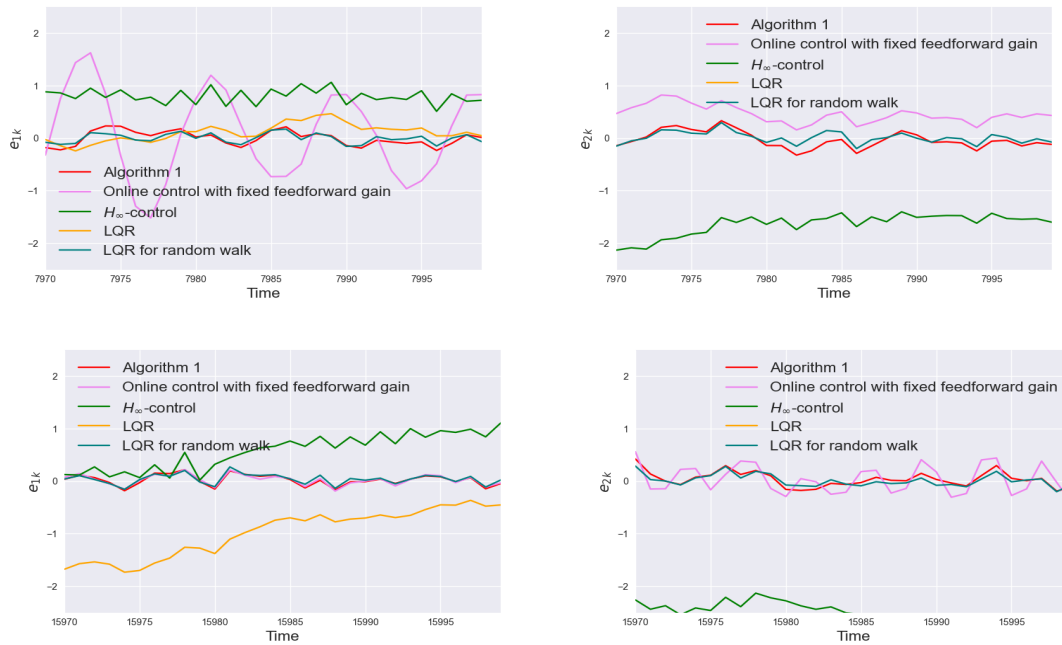 2
1
0
−1
−2
e1k
Algorithm 1
Online control with fixed feedforward gain
H∞-control
LQR
LQR for random walk
7970
7975
7980
7985
7990
7995
Time
2
1
0
−1
−2
e2k
Algorithm 1
Online control with fixed feedforward gain
H∞-control
LQR
LQR for random walk
7970
7975
7980
7985
7990
7995
Time
2
1
0
−1
−2
e1k
Algorithm 1
Online control with fixed feedforward gain
H∞-control
LQR
LQR for random walk
15970
15975
15980
15985
15990
15995
Time
2
1
0
−1
−2
e2k
Algorithm 1
Online control with fixed feedforward gain
H∞-control
LQR
LQR for random walk
15970
15975
15980
15985
15990
15995
Time